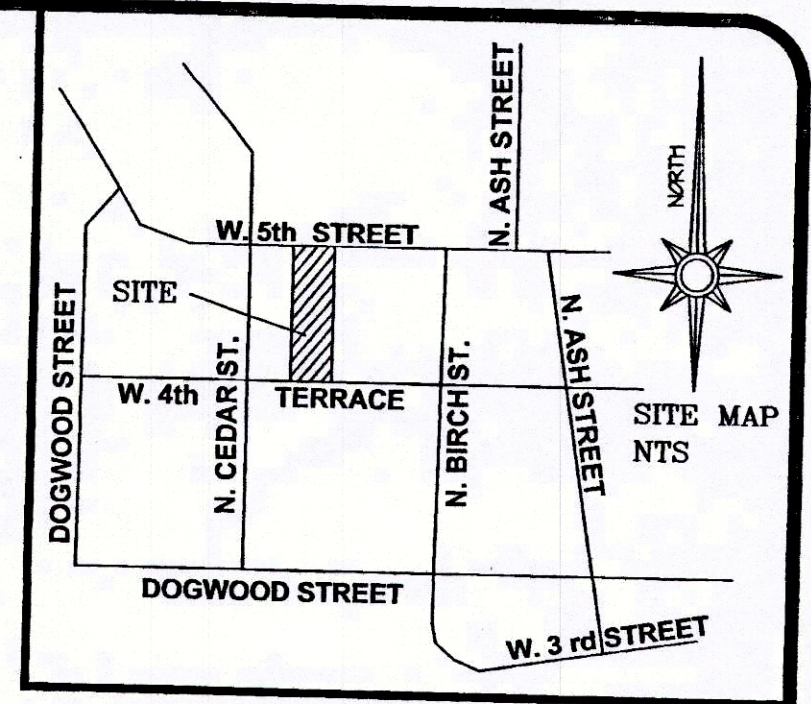 N. ASH STREET
NORTH
W. 5th STREET
SITE
DOGWOOD STREET
N. CEDAR ST.
N. BIRCH ST.
N. ASH STREET
W. 4th TERRACE
SITE MAP
NTS
DOGWOOD STREET
W. 3 rd STREET